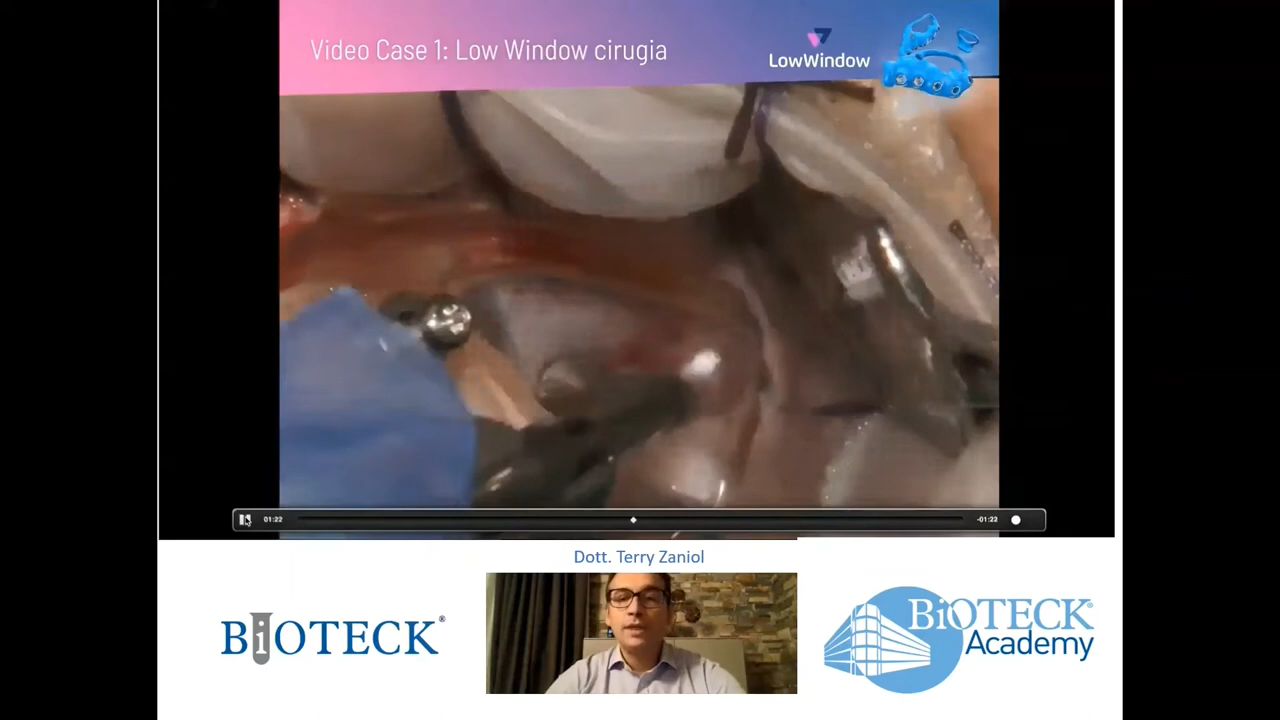 Video Case 1: Low Window cirugia
LowWindow
01:22
-01:22
Dott. Terry Zaniol
BiOTECK®
BiOTECK®
Academy